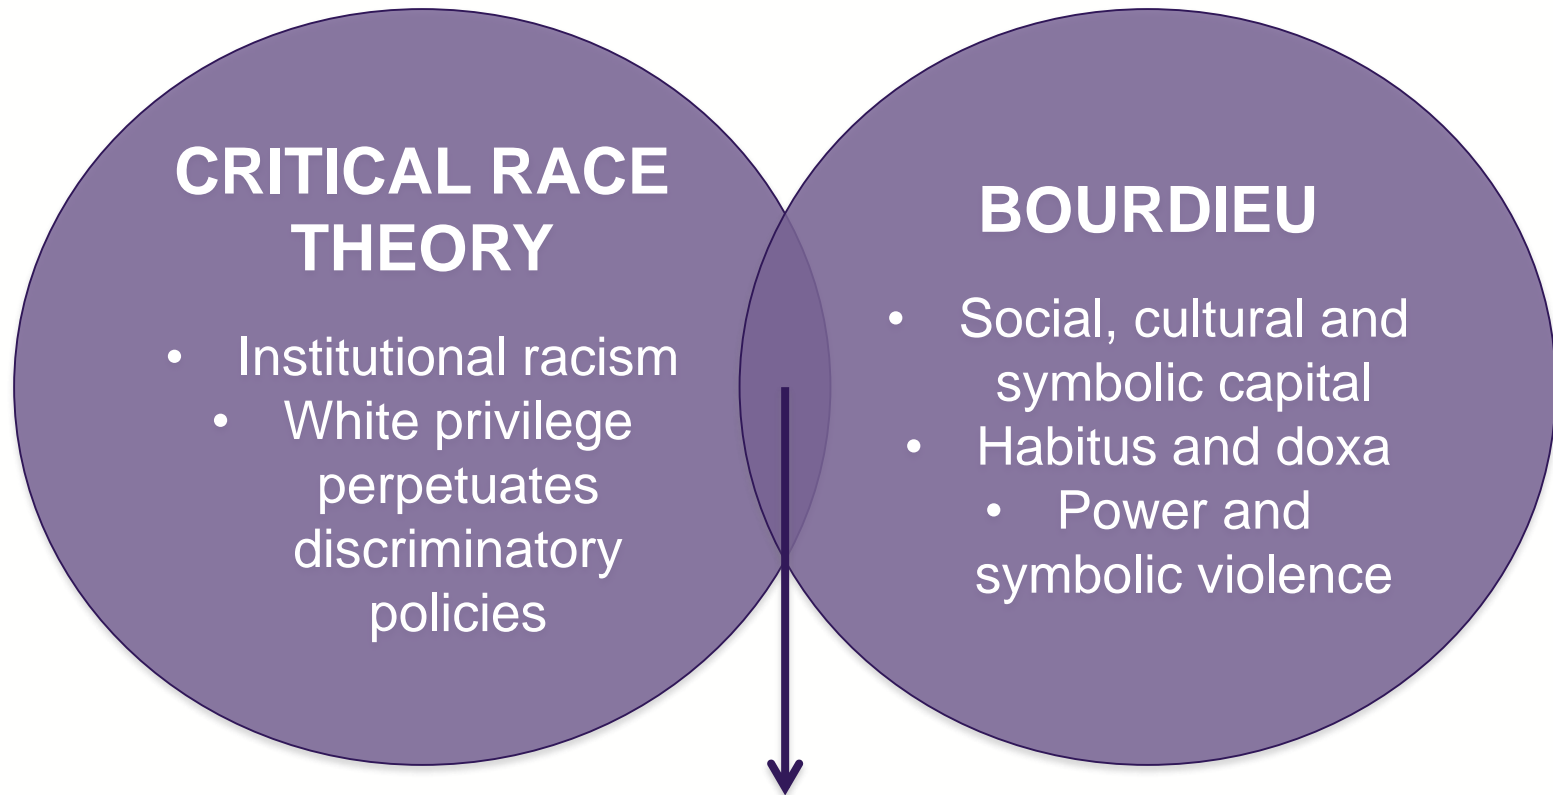 CRITICAL RACE
THEORY
• Institutional racism
• White privilege
perpetuates
discriminatory
policies
BOURDIEU
• Social, cultural and
symbolic capital
• Habitus and doxa
• Power and
symbolic violence